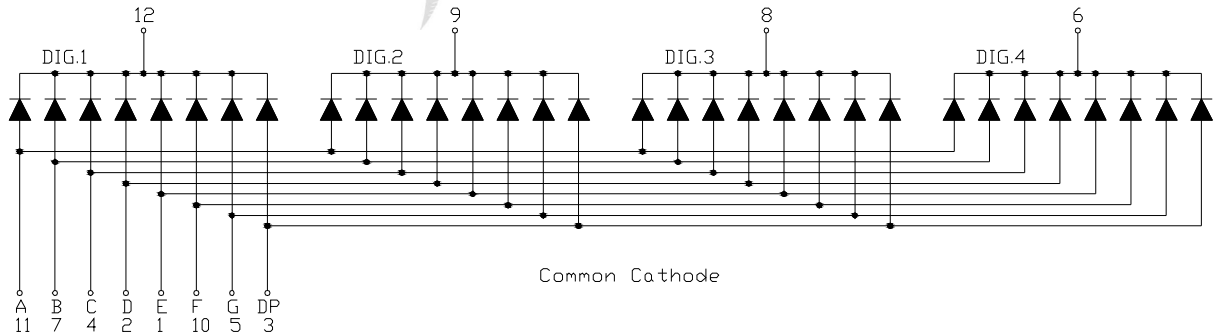 12 9 8 6
DIG.1 DIG.2 DIG.3 DIG.4
Common Cathode
A B C D E F G DP
11 7 4 2 1 10 5 3